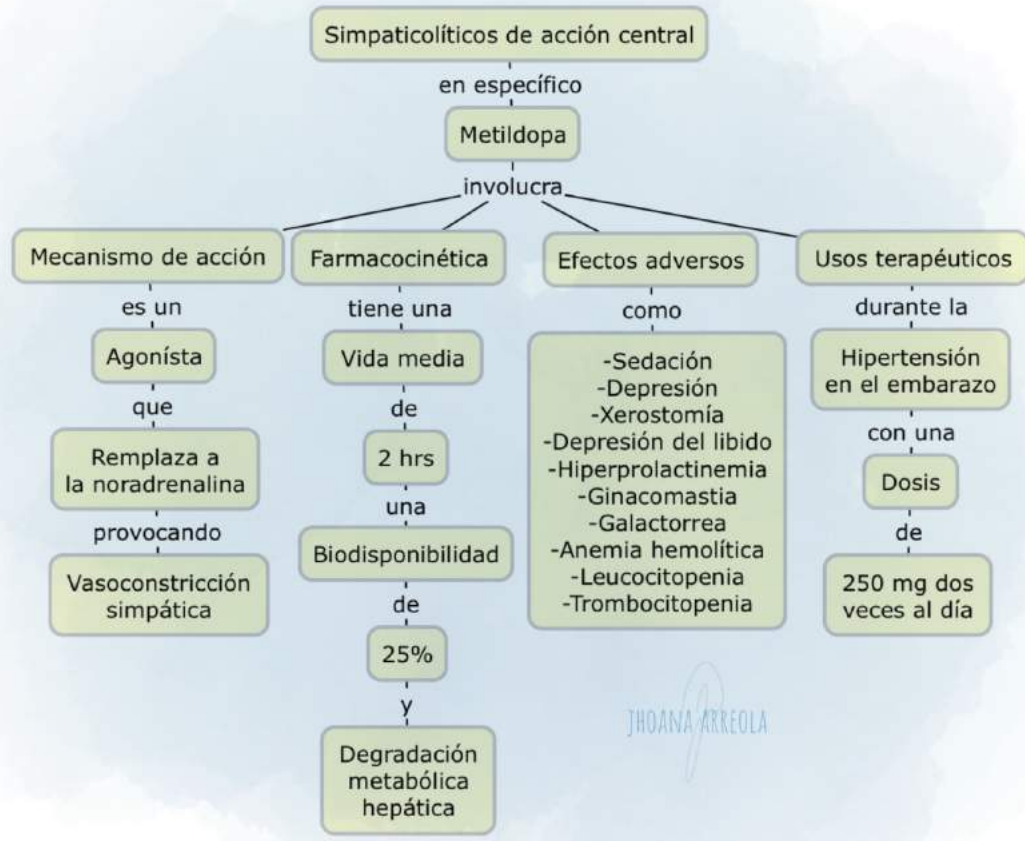 Simpaticolíticos de acción central
en específico
Metildopa
involucra
Mecanismo de acción
es un
Agonísta
que
Remplaza a
la noradrenalina
provocando
Vasoconstricción
simpática
Farmacocinética
tiene una
Vida media
de
2 hrs
una
Biodisponibilidad
de
25%
y
Degradación
metabólica
hepática
Efectos adversos
como
-Sedación
-Depresión
-Xerostomía
-Depresión del libido
-Hiperprolactinemia
-Ginacomastia
-Galactorrea
-Anemia hemolítica
-Leucocitopenia
-Trombocitopenia
Usos terapéuticos
durante la
Hipertensión
en el embarazo
con una
Dosis
de
250 mg dos
veces al día
JHOANA ARREOLA